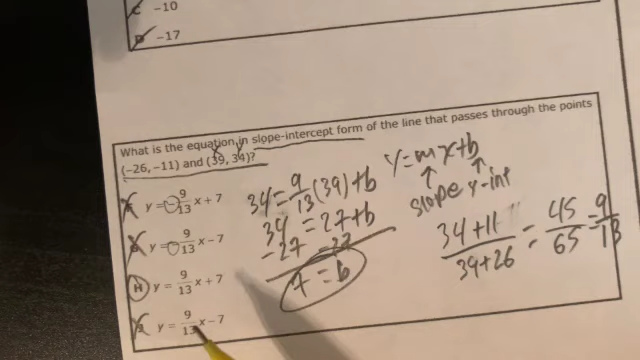 C -10
-17
What is the equation in slope-intercept form of the line that passes through the points
(-26, -11) and (39, 34)?
x y
y = - 9/13 x + 7
y = - 9/13 x - 7
H y = 9/13 x + 7
y = 9/13 x - 7
34 = 9/13 (39) + b
34 = 27 + b
-27 -27
7 = b
y = mx + b
slope y-int
34 + 11 / 39 + 26 = 45/65 = 9/13